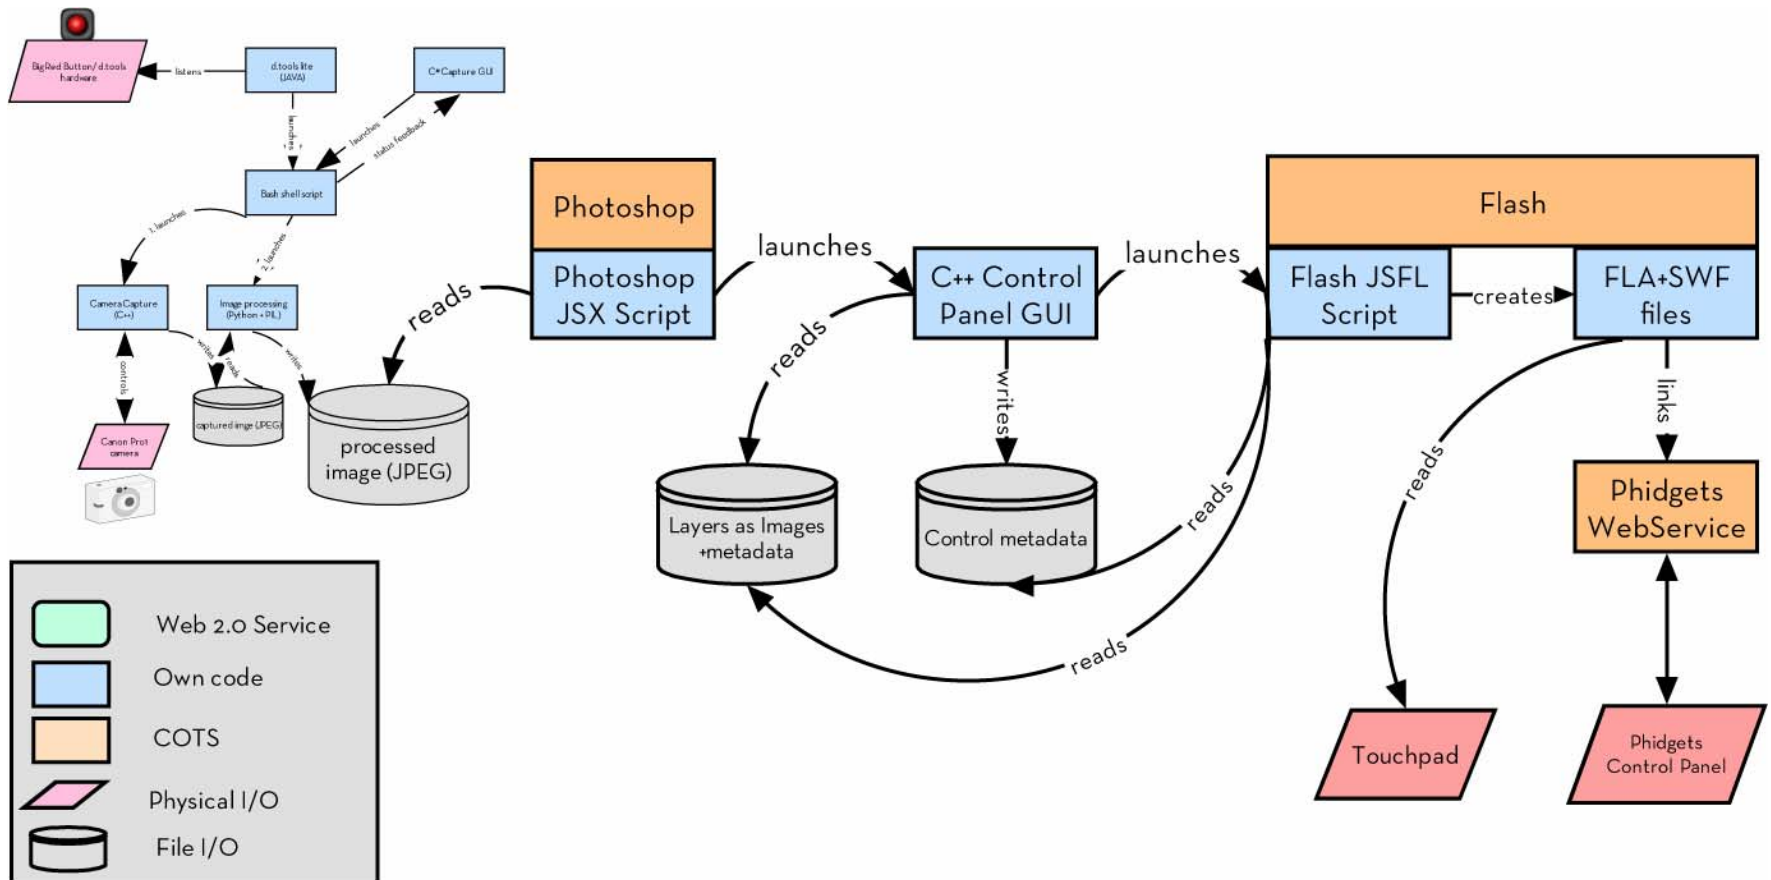 BigRed Button/ d.tools
hardware
listens
d.tools lite
(JAVA)
C# Capture GUI
launches
launches
status feedback
Bash shell script
1. launches
2. launches
Camera Capture
(C++)
Image processing
(Python + PIL)
writes
reads
writes
controls
captured imge (JPEG)
Canon Prot
camera
processed
image (JPEG)
reads
Photoshop
Photoshop
JSX Script
launches
C++ Control
Panel GUI
launches
reads
writes
Layers as Images
+metadata
Control metadata
reads
reads
Flash
Flash JSFL
Script
creates
FLA+SWF
files
reads
links
Phidgets
WebService
Touchpad
Phidgets
Control Panel
Web 2.0 Service
Own code
COTS
Physical I/O
File I/O